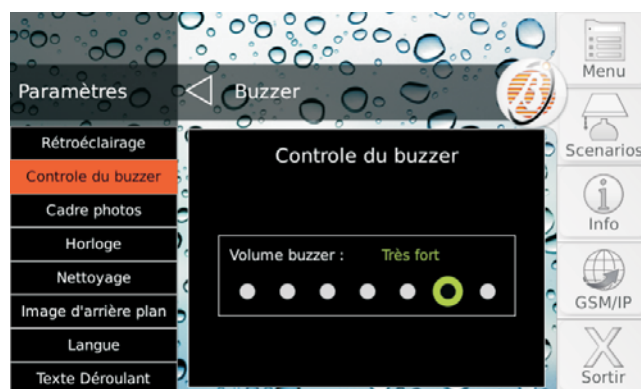 Paramètres
Buzzer
Rétroéclairage
Controle du buzzer
Cadre photos
Horloge
Nettoyage
Image d'arrière plan
Langue
Texte Déroulant
Controle du buzzer
Volume buzzer : Très fort
Menu
Scenarios
Info
GSM/IP
Sortir